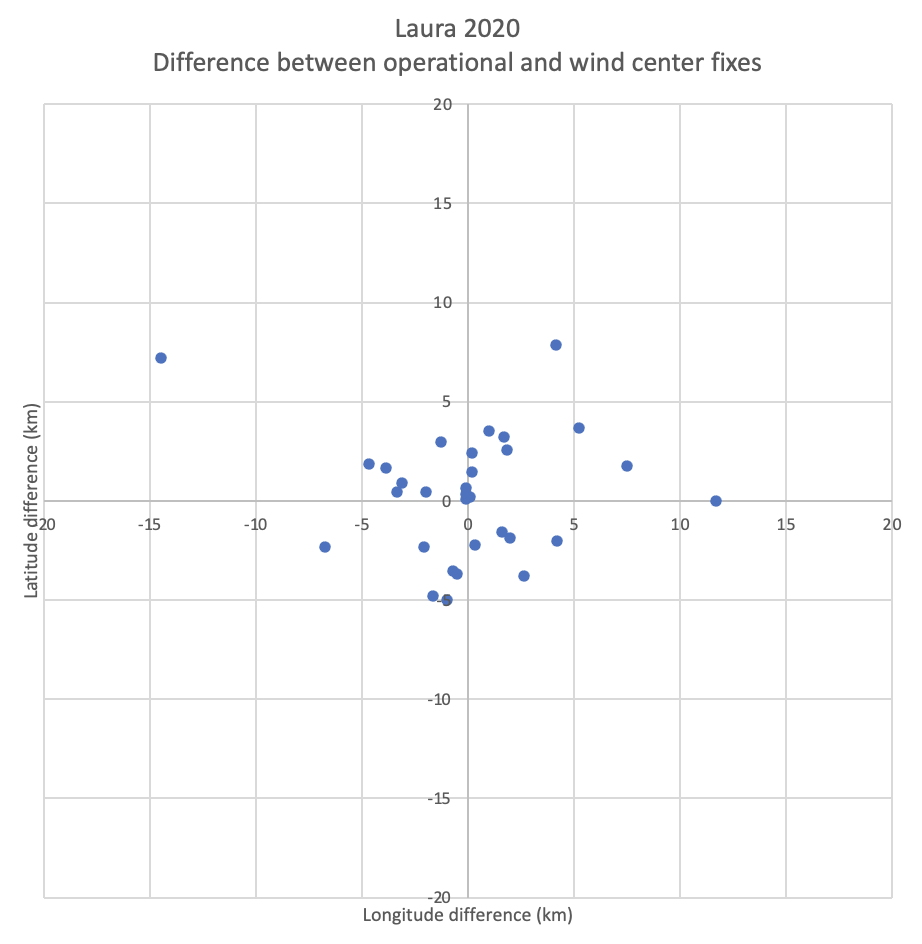 Laura 2020
Difference between operational and wind center fixes
20
15
10
5
0
-20 -15 -10 -5 0 5 10 15 20
-5
-10
-15
-20
Latitude difference (km)
Longitude difference (km)